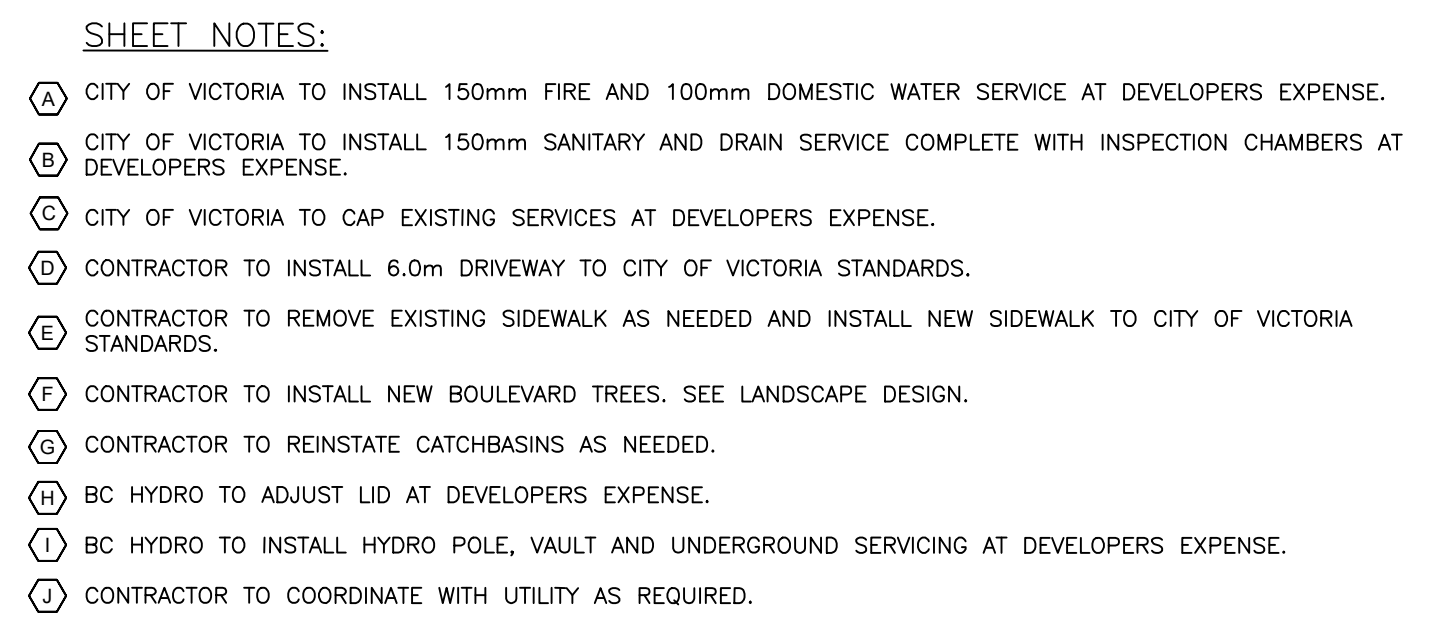 SHEET NOTES:
A CITY OF VICTORIA TO INSTALL 150mm FIRE AND 100mm DOMESTIC WATER SERVICE AT DEVELOPERS EXPENSE.
B CITY OF VICTORIA TO INSTALL 150mm SANITARY AND DRAIN SERVICE COMPLETE WITH INSPECTION CHAMBERS AT
DEVELOPERS EXPENSE.
C CITY OF VICTORIA TO CAP EXISTING SERVICES AT DEVELOPERS EXPENSE.
D CONTRACTOR TO INSTALL 6.0m DRIVEWAY TO CITY OF VICTORIA STANDARDS.
E CONTRACTOR TO REMOVE EXISTING SIDEWALK AS NEEDED AND INSTALL NEW SIDEWALK TO CITY OF VICTORIA
STANDARDS.
F CONTRACTOR TO INSTALL NEW BOULEVARD TREES. SEE LANDSCAPE DESIGN.
G CONTRACTOR TO REINSTATE CATCHBASINS AS NEEDED.
H BC HYDRO TO ADJUST LID AT DEVELOPERS EXPENSE.
I BC HYDRO TO INSTALL HYDRO POLE, VAULT AND UNDERGROUND SERVICING AT DEVELOPERS EXPENSE.
J CONTRACTOR TO COORDINATE WITH UTILITY AS REQUIRED.